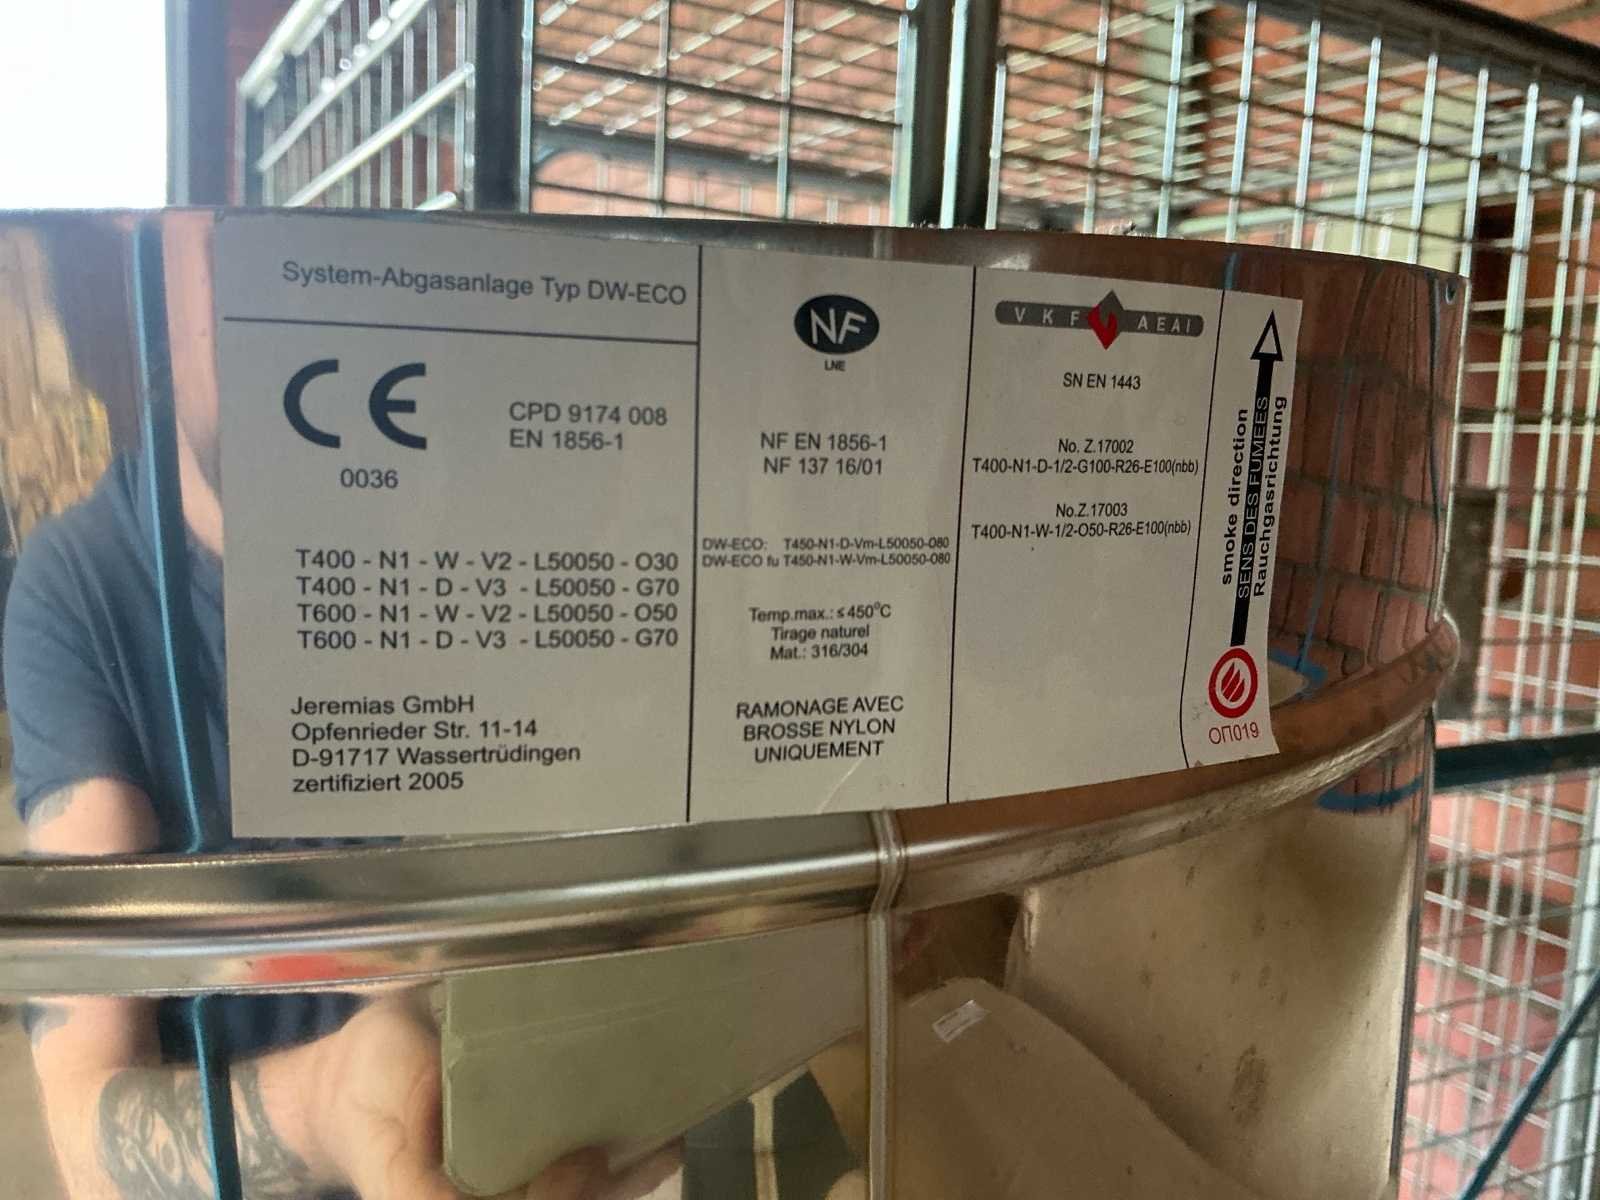 System-Abgasanlage Typ DW-ECO
CE
0036
CPD 9174 008
EN 1856-1
T400 - N1 - W - V2 - L50050 - O30
T400 - N1 - D - V3 - L50050 - G70
T600 - N1 - W - V2 - L50050 - O50
T600 - N1 - D - V3 - L50050 - G70
Jeremias GmbH
Opfenrieder Str. 11-14
D-91717 Wassertrüdingen
zertifiziert 2005
NF
LNE
NF EN 1856-1
NF 137 16/01
DW-ECO: T450-N1-D-Vm-L50050-080
DW-ECO fu T450-N1-W-Vm-L50050-080
Temp.max.: ≤ 450°C
Tirage naturel
Mat.: 316/304
RAMONAGE AVEC
BROSSE NYLON
UNIQUEMENT
VKF AEAI
SN EN 1443
No. Z.17002
T400-N1-D-1/2-G100-R26-E100(nbb)
No.Z.17003
T400-N1-W-1/2-O50-R26-E100(nbb)
smoke direction
SENS DES FUMEES
Rauchgasrichtung
ОП019